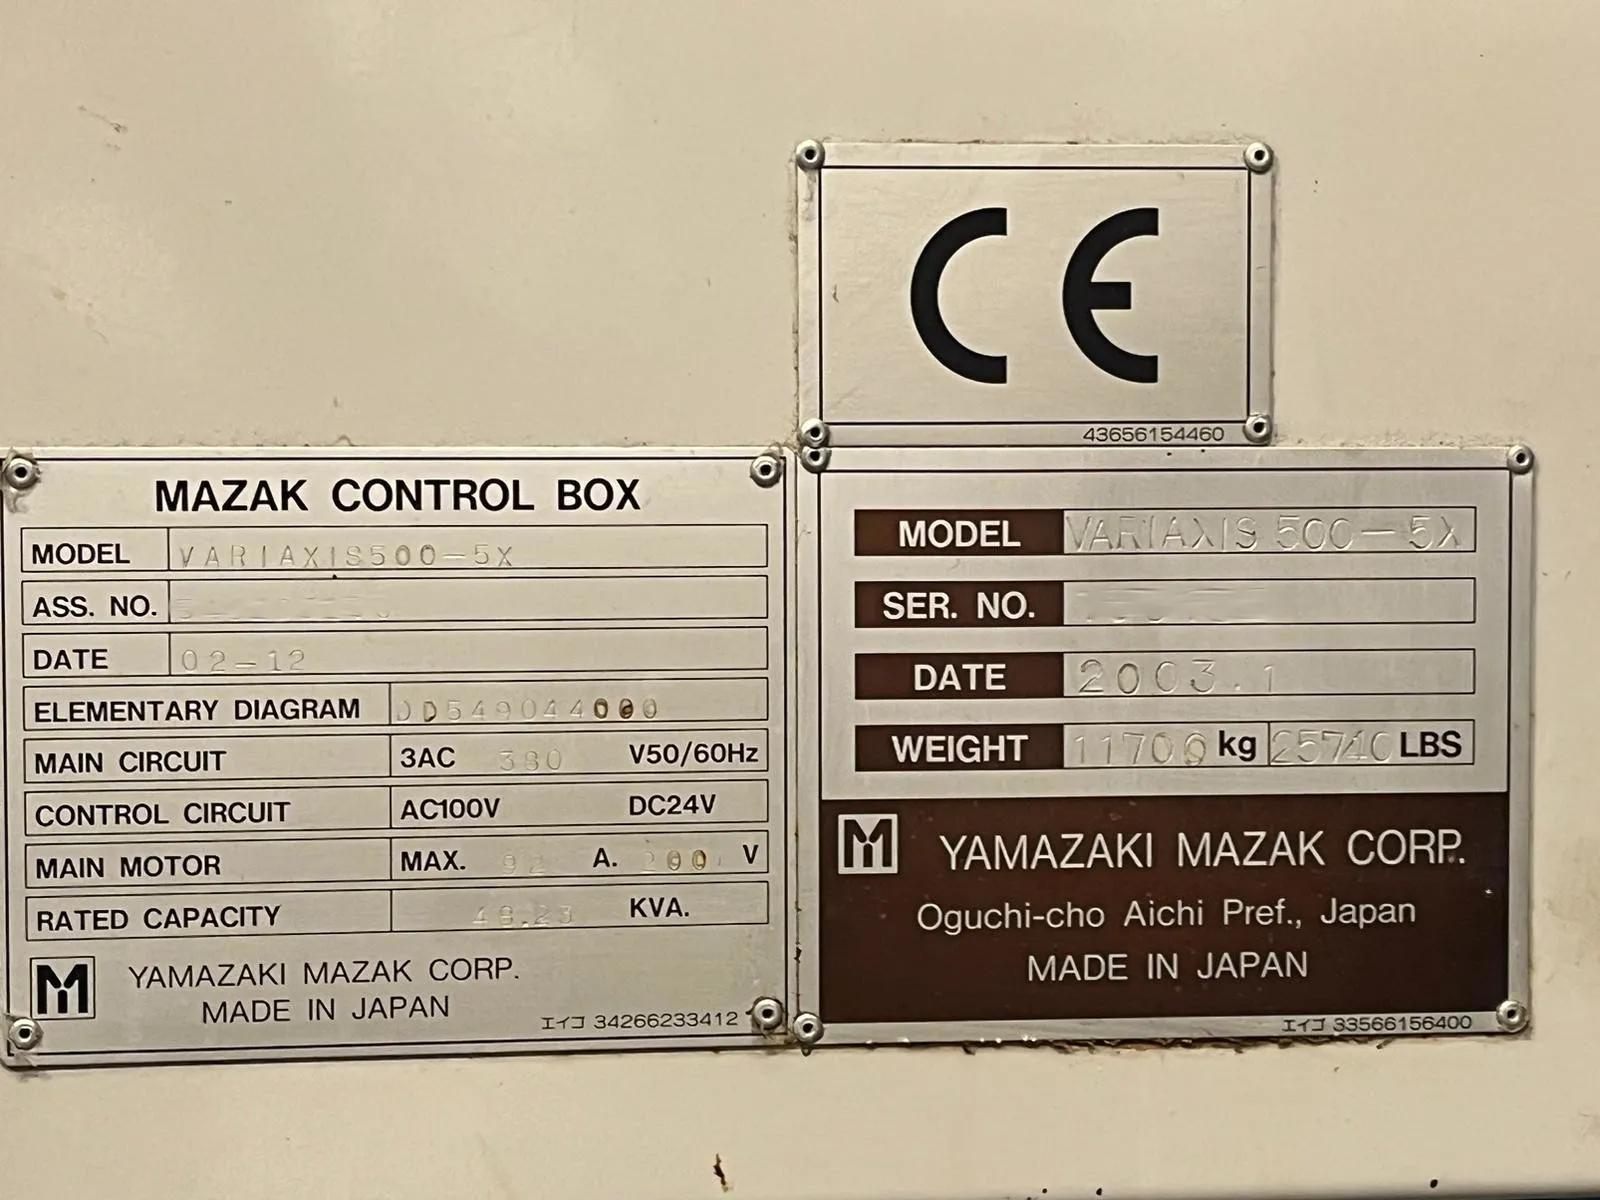 CE
43656154460
MAZAK CONTROL BOX
MODEL VARIAXIS500-5X
ASS. NO.
DATE 02-12
ELEMENTARY DIAGRAM DD549044000
MAIN CIRCUIT 3AC 380 V50/60Hz
CONTROL CIRCUIT AC100V DC24V
MAIN MOTOR MAX. 92 A. 200 V
RATED CAPACITY 48.23 KVA.
YAMAZAKI MAZAK CORP.
MADE IN JAPAN
エイコ 34266233412
MODEL VARIAXIS 500-5X
SER. NO.
DATE 2003.1
WEIGHT 11700 kg 25740 LBS
YAMAZAKI MAZAK CORP.
Oguchi-cho Aichi Pref., Japan
MADE IN JAPAN
エイコ 33566156400